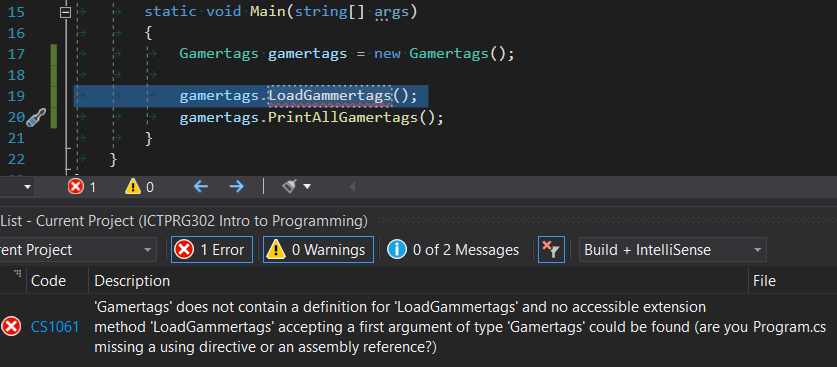 15 static void Main(string[] args)
16 {
17 Gamertags gamertags = new Gamertags();
18
19 gamertags.LoadGammertags();
20 gamertags.PrintAllGamertags();
21 }
22 }
1 0
List - Current Project (ICTPRG302 Intro to Programming)
rent Project 1 Error 0 Warnings 0 of 2 Messages Build + IntelliSense
Code Description File
'Gamertags' does not contain a definition for 'LoadGammertags' and no accessible extension
CS1061 method 'LoadGammertags' accepting a first argument of type 'Gamertags' could be found (are you Program.cs
missing a using directive or an assembly reference?)